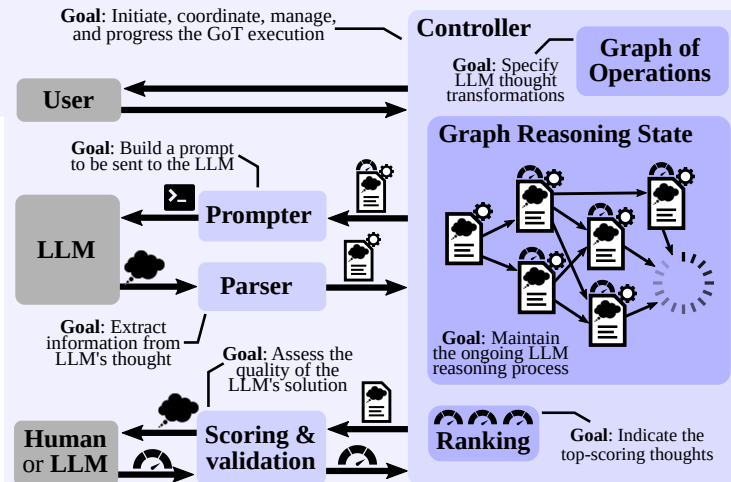 Goal: Initiate, coordinate, manage,
and progress the GoT execution
Controller
Graph of
Operations
Goal: Specify
LLM thought
transformations
User
Graph Reasoning State
Goal: Build a prompt
to be sent to the LLM
Prompter
LLM
Parser
Goal: Extract
information from
LLM's thought
Goal: Maintain
the ongoing LLM
reasoning process
Goal: Assess the
quality of the
LLM's solution
Human
or LLM
Scoring &
validation
Ranking
Goal: Indicate the
top-scoring thoughts